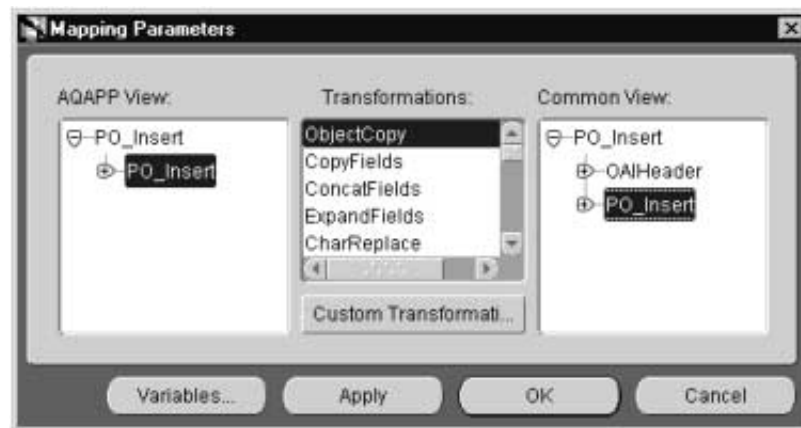 Mapping Parameters
AQAPP View:
PO_Insert
PO_Insert
Transformations:
ObjectCopy
CopyFields
ConcatFields
ExpandFields
CharReplace
Custom Transformati...
Common View:
PO_Insert
OAIHeader
PO_Insert
Variables...
Apply
OK
Cancel